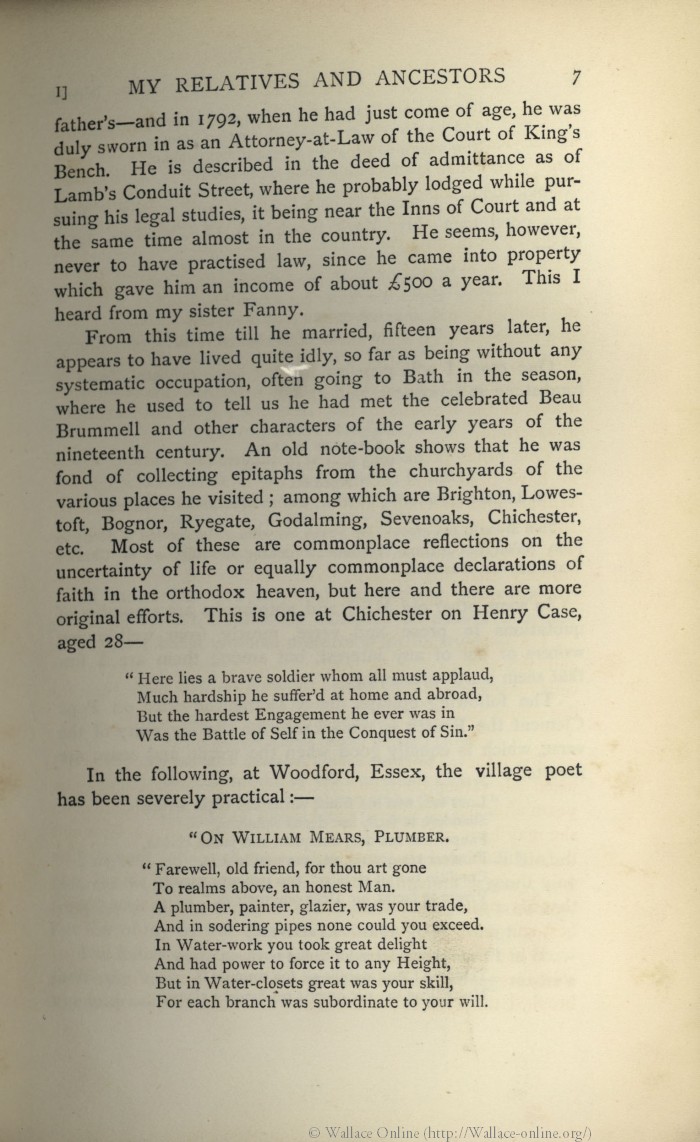 I]
MY RELATIVES AND ANCESTORS
7
father's—and in 1792, when he had just come of age, he was
duly sworn in as an Attorney-at-Law of the Court of King's
Bench. He is described in the deed of admittance as of
Lamb's Conduit Street, where he probably lodged while pur-
suing his legal studies, it being near the Inns of Court and at
the same time almost in the country. He seems, however,
never to have practised law, since he came into property
which gave him an income of about £500 a year. This I
heard from my sister Fanny.
From this time till he married, fifteen years later, he
appears to have lived quite idly, so far as being without any
systematic occupation, often going to Bath in the season,
where he used to tell us he had met the celebrated Beau
Brummell and other characters of the early years of the
nineteenth century. An old note-book shows that he was
fond of collecting epitaphs from the churchyards of the
various places he visited; among which are Brighton, Lowes-
toft, Bognor, Ryegate, Godalming, Sevenoaks, Chichester,
etc. Most of these are commonplace reflections on the
uncertainty of life or equally commonplace declarations of
faith in the orthodox heaven, but here and there are more
original efforts. This is one at Chichester on Henry Case,
aged 28—
"Here lies a brave soldier whom all must applaud,
Much hardship he suffer'd at home and abroad,
But the hardest Engagement he ever was in
Was the Battle of Self in the Conquest of Sin."
In the following, at Woodford, Essex, the village poet
has been severely practical:—
"ON WILLIAM MEARS, PLUMBER.
"Farewell, old friend, for thou art gone
To realms above, an honest Man.
A plumber, painter, glazier, was your trade,
And in sodering pipes none could you exceed.
In Water-work you took great delight
And had power to force it to any Height,
But in Water-closets great was your skill,
For each branch was subordinate to your will.
© Wallace Online (http://Wallace-online.org/)